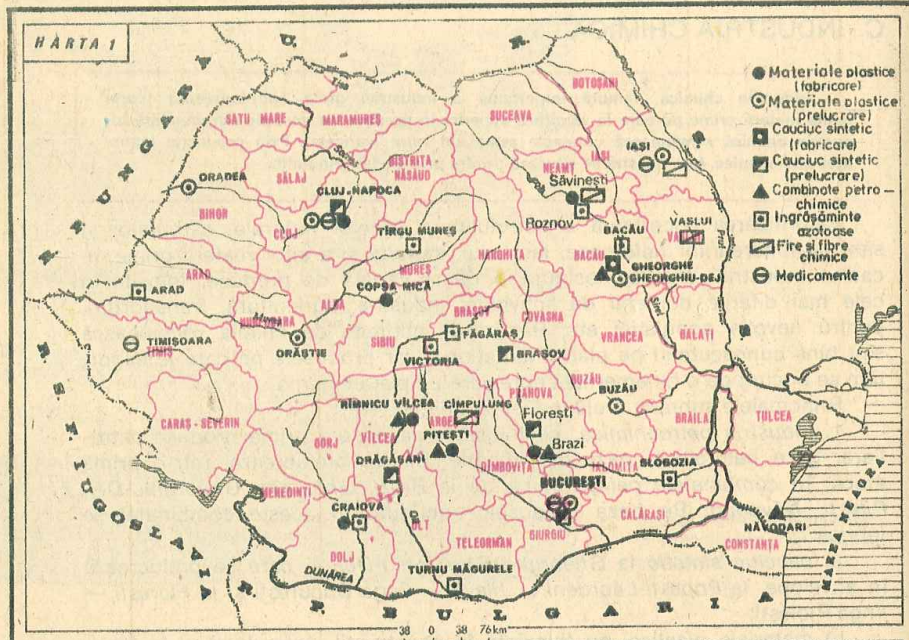 HARTA 1
Materiale plastice
(fabricare)
Materiale plastice
(prelucrare)
Cauciuc sintetic
(fabricare)
Cauciuc sintetic
(prelucrare)
Combinate petro-
chimice
Îngrășăminte
azotoase
Fire și fibre
chimice
Medicamente
U.
R.
BOTOȘANI
SATU MARE
MARAMUREȘ
SUCEAVA
IAȘI
IAȘI
BISTRIȚA
NĂSĂUD
NEAMȚ
Săvinești
ORADEA
SĂLAJ
CLUJ-NAPOCA
Roznov
BIHOR
CLUJ
TÎRGU MUREȘ
BACĂU
VASLUI
MUREȘ
HARGHITA
BACĂU
GHEORGHE
GHEORGHIU-DEJ
ARAD
ARAD
COPȘA MICĂ
ALBA
COVASNA
Mureșul
HUNEDOARA
BRAȘOV
Siret
Prut
TIMIȘOARA
TIMIȘ
ORĂȘTIE
SIBIU
FĂGĂRAȘ
VRANCEA
GALAȚI
VICTORIA
BRAȘOV
BUZĂU
BUZĂU
PRAHOVA
RÎMNICU VÎLCEA
CÎMPULUNG
CARAȘ-SEVERIN
GORJ
VÎLCEA
ARGEȘ
Florești
BRĂILA
TULCEA
PITEȘTI
Brazi
DRĂGĂȘANI
DÎMBOVIȚA
IALOMIȚA
SLOBOZIA
MEHEDINȚI
BUCUREȘTI
CRAIOVA
OLT
CĂLĂRAȘI
NĂVODARI
GIURGIU
DOLJ
TELEORMAN
CONSTANȚA
DUNĂREA
TURNU MĂGURELE
MAREA NEAGRĂ
R. P. UNGARĂ
R. S. F. IUGOSLAVIA
R. P. BULGARIA
38 0 38 76km